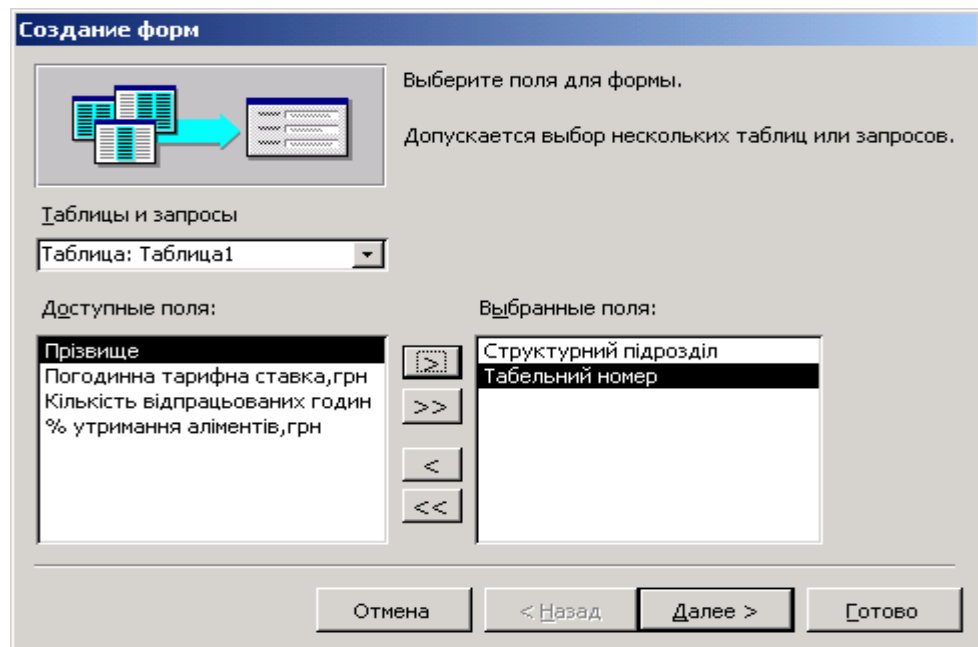 Создание форм
Выберите поля для формы.
Допускается выбор нескольких таблиц или запросов.
Таблицы и запросы
Таблица: Таблица1
Доступные поля:
Выбранные поля:
Прізвище
Погодинна тарифна ставка,грн
Кількість відпрацьованих годин
% утримання аліментів,грн
>
>>
<
<<
Структурний підрозділ
Табельний номер
Отмена
< Назад
Далее >
Готово